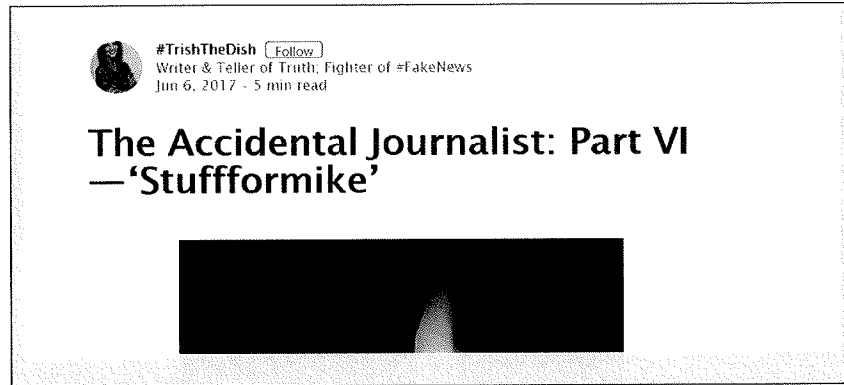 #TrishTheDish Follow
Writer & Teller of Truth; Fighter of #FakeNews
Jun 6, 2017 · 5 min read
The Accidental Journalist: Part VI
—‘Stuffformike’